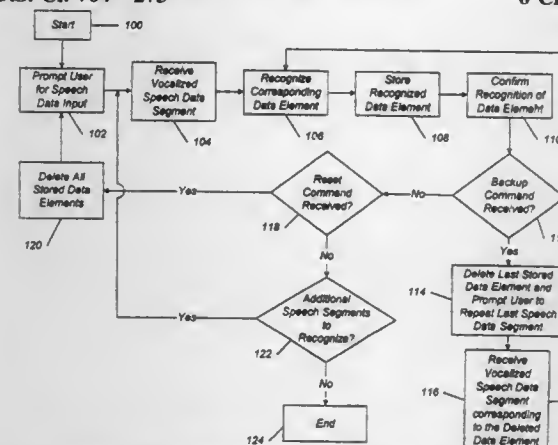 Start
100
Prompt User
for Speech
Data Input
102
Receive
Vocalized
Speech Data
Segment
104
Recognize
Corresponding
Data Element
106
Store
Recognized
Data Element
108
Confirm
Recognition of
Data Element
Delete All
Stored Data
Elements
120
Yes
Reset
Command
Received?
118
No
Backup
Command
Received?
Yes
No
Delete Last Stored
Data Element and
Prompt User to
Repeat Last Speech
Data Segment
114
Yes
Additional
Speech Segments
to
Recognize?
122
No
Receive
Vocalized
Speech Data
Segment
corresponding
to the Deleted
Data Element
116
End
124